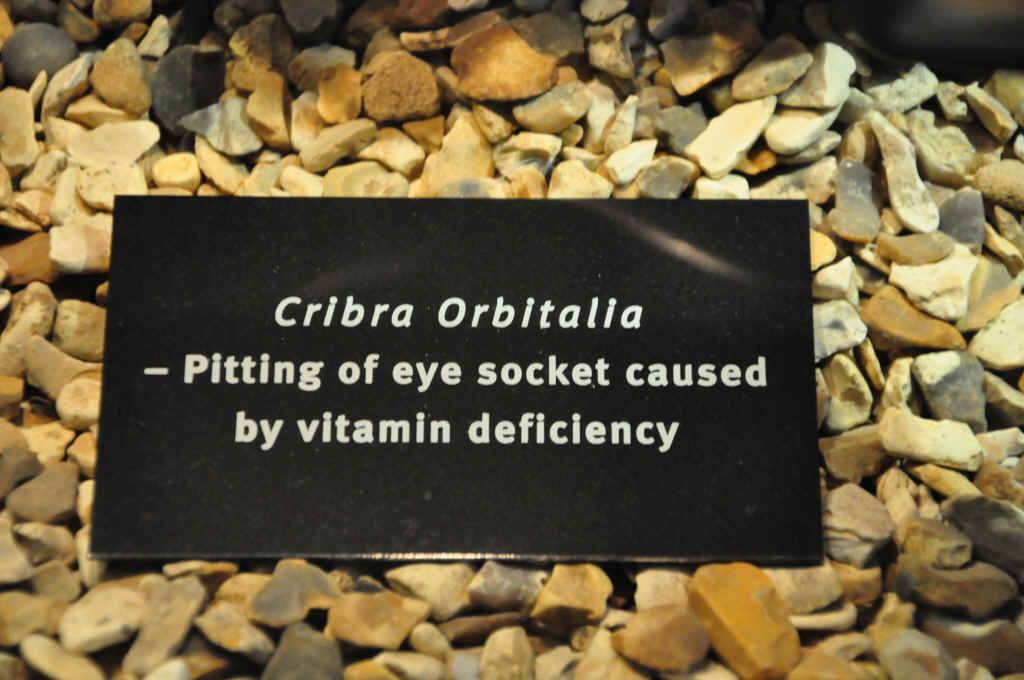 Cribra Orbitalia
– Pitting of eye socket caused
by vitamin deficiency